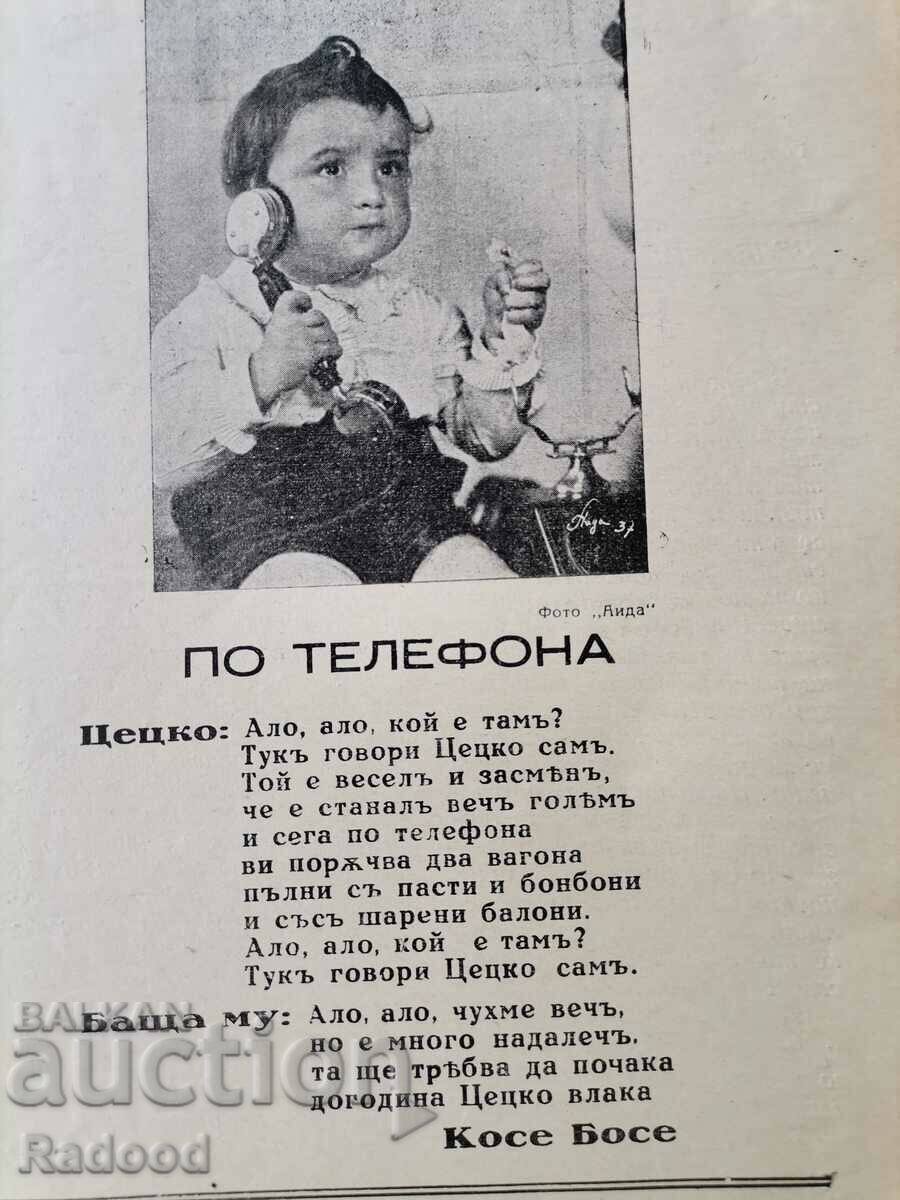 Аида 37
Фото „Аида“
ПО ТЕЛЕФОНА
Цецко: Ало, ало, кой е тамъ?
Тукъ говори Цецко самъ.
Той е веселъ и засмѣнъ,
че е станалъ вечъ голѣмъ
и сега по телефона
ви порѫчва два вагона
пълни съ пасти и бонбони
и със шарени балони.
Ало, ало, кой е тамъ?
Тукъ говори Цецко самъ.
Баща му: Ало, ало, чухме вечъ,
но е много надалечъ,
та ще трѣбва да почака
догодина Цецко влака
Косе Босе
BALKAN
auction
Radood